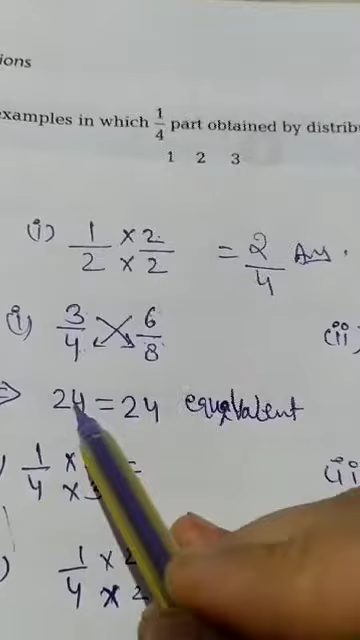 ions
examples in which 1/4 part obtained by distrib
1 2 3
(i) 1/2 × 2/2 = 2/4 Ans.
(i) 3/4 × 6/8 (ii
=> 24 = 24 equivalent
) 1/4 × /3 = (ii
) 1/4 × 2/2